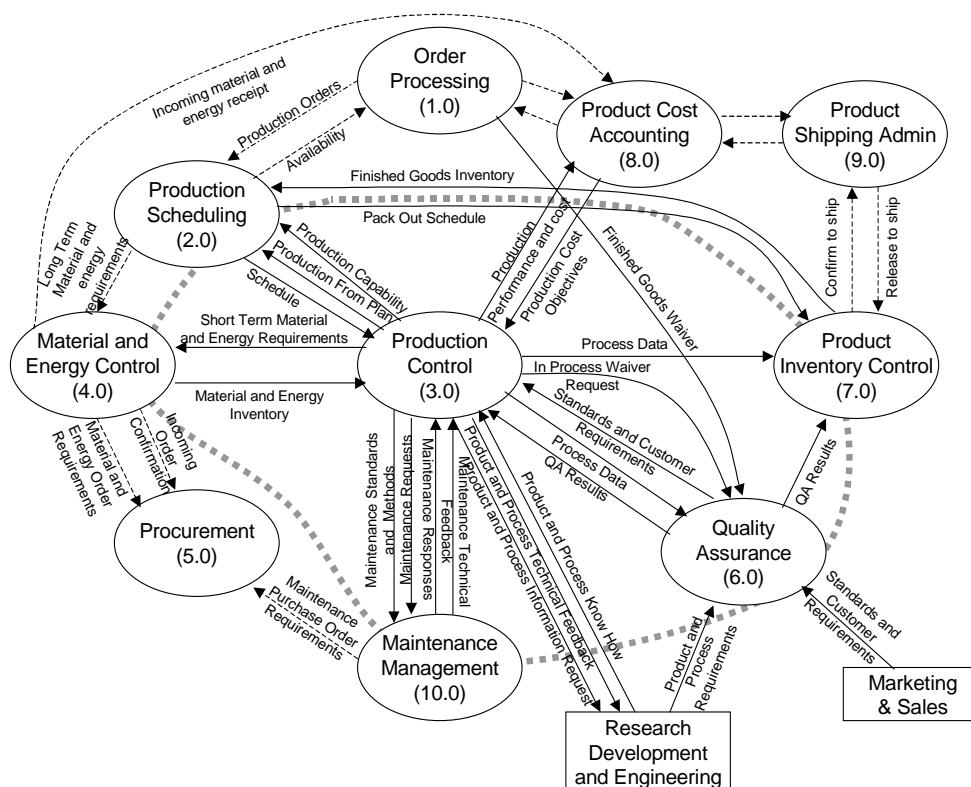 Order
Processing
(1.0)
Incoming material and
energy receipt
Production Orders
Availability
Product Cost
Accounting
(8.0)
Product
Shipping Admin
(9.0)
Production
Scheduling
(2.0)
Finished Goods Inventory
Pack Out Schedule
Long Term
Material and
energy
requirements
Production Capability
Production From Plan
Schedule
Production
Performance and cost
Production Cost
Objectives
Finished Goods Waiver
Confirm to ship
Release to ship
Material and
Energy Control
(4.0)
Short Term Material
and Energy Requirements
Material and Energy
Inventory
Production
Control
(3.0)
Process Data
In Process Waiver
Request
Product
Inventory Control
(7.0)
Standards and Customer
Requirements
Process Data
QA Results
QA Results
Incoming
Order
Confirmation
Material and
Energy Order
Requirements
Procurement
(5.0)
Maintenance Standards
and Methods
Maintenance Requests
Maintenance Responses
Maintenance Technical
Feedback
Product and Process Technical Feedback
Product and Process Information Request
Product and Process Know How
Quality
Assurance
(6.0)
Maintenance
Purchase Order
Requirements
Maintenance
Management
(10.0)
Product and
Process
Requirements
Standards and
Customer
Requirements
Marketing
& Sales
Research
Development
and Engineering